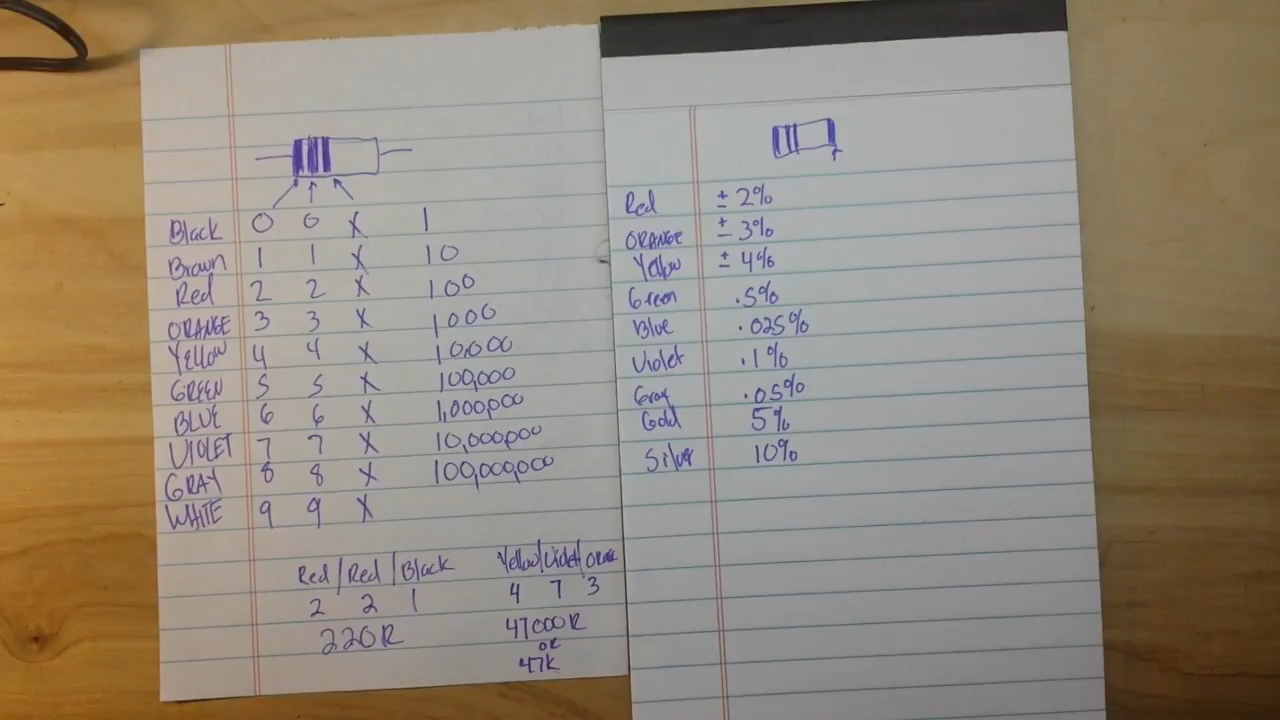 Black 0 0 X 1
Brown 1 1 X 10
Red 2 2 X 100
ORANGE 3 3 X 1000
YELLOW 4 4 X 10,000
GREEN 5 5 X 100,000
BLUE 6 6 X 1,000,000
VIOLET 7 7 X 10,000,000
GRAY 8 8 X 100,000,000
WHITE 9 9 X
Red / Red / Black
2 2 1
220R
Yellow/Violet/Orange
4 7 3
47000R
or
47K
Red ± 2%
ORANGE ± 3%
Yellow ± 4%
Green .5%
Blue .025%
Violet .1%
Gray .05%
Gold 5%
Silver 10%